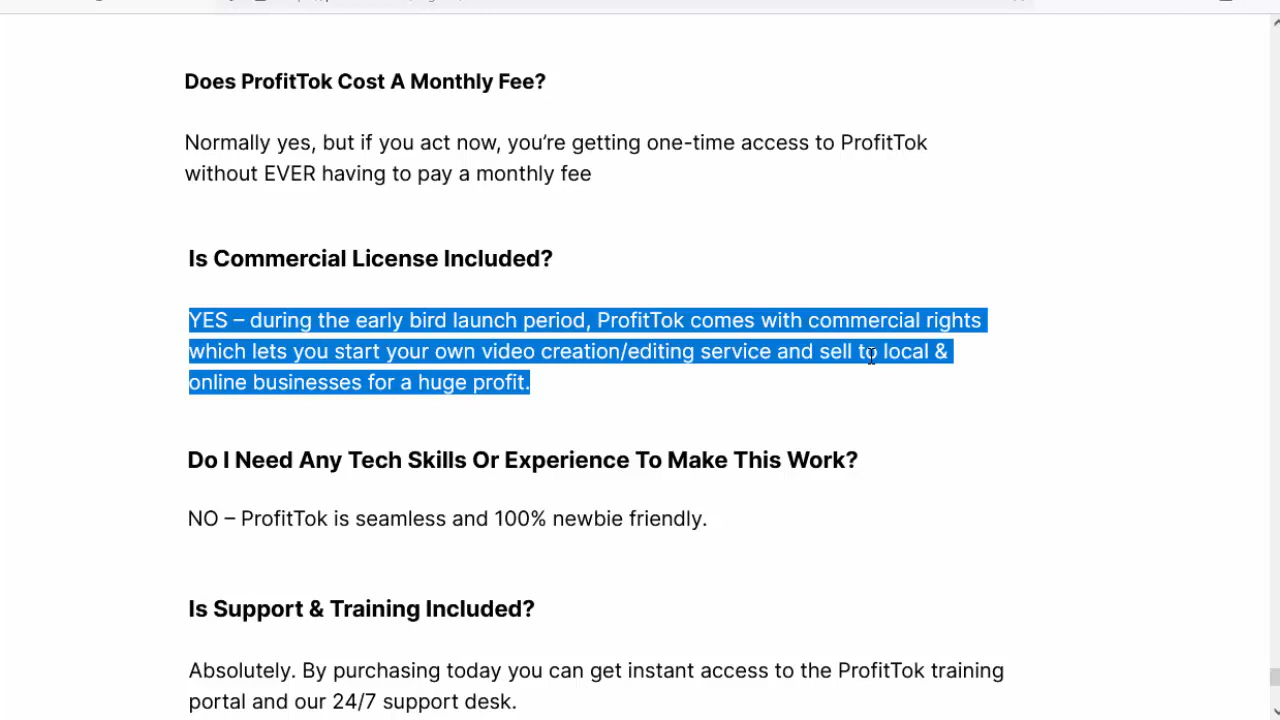 Does ProfitTok Cost A Monthly Fee?
Normally yes, but if you act now, you’re getting one-time access to ProfitTok
without EVER having to pay a monthly fee
Is Commercial License Included?
YES – during the early bird launch period, ProfitTok comes with commercial rights
which lets you start your own video creation/editing service and sell to local &
online businesses for a huge profit.
Do I Need Any Tech Skills Or Experience To Make This Work?
NO – ProfitTok is seamless and 100% newbie friendly.
Is Support & Training Included?
Absolutely. By purchasing today you can get instant access to the ProfitTok training
portal and our 24/7 support desk.